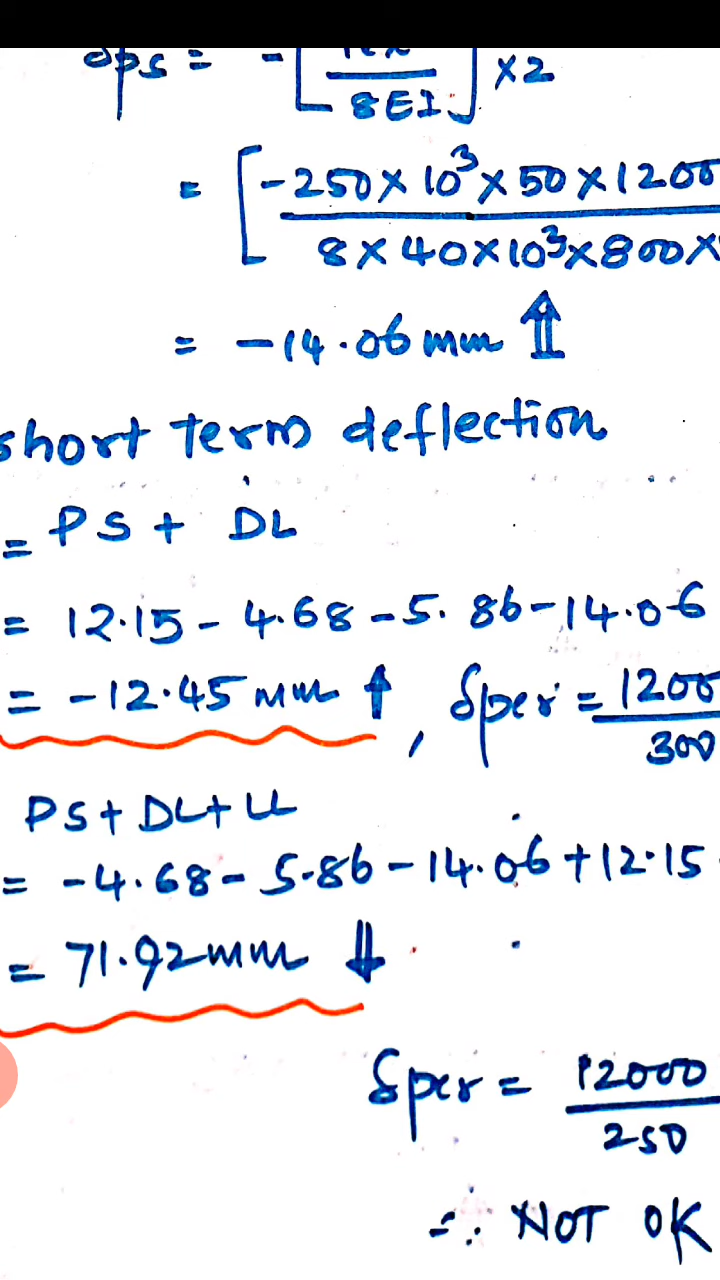 δps = - [ / 8EI ] x2
= [ -250 x 10³ x 50 x 1200 / 8 x 40 x 10³ x 800 x
= -14.06 mm ⇑
short term deflection
= PS + DL
= 12.15 - 4.68 - 5.86 - 14.06
= -12.45 mm ↑, δper = 1200 / 300
PS + DL + LL
= -4.68 - 5.86 - 14.06 + 12.15
= 71.92 mm ⇓
δper = 12000 / 250
∴ NOT OK